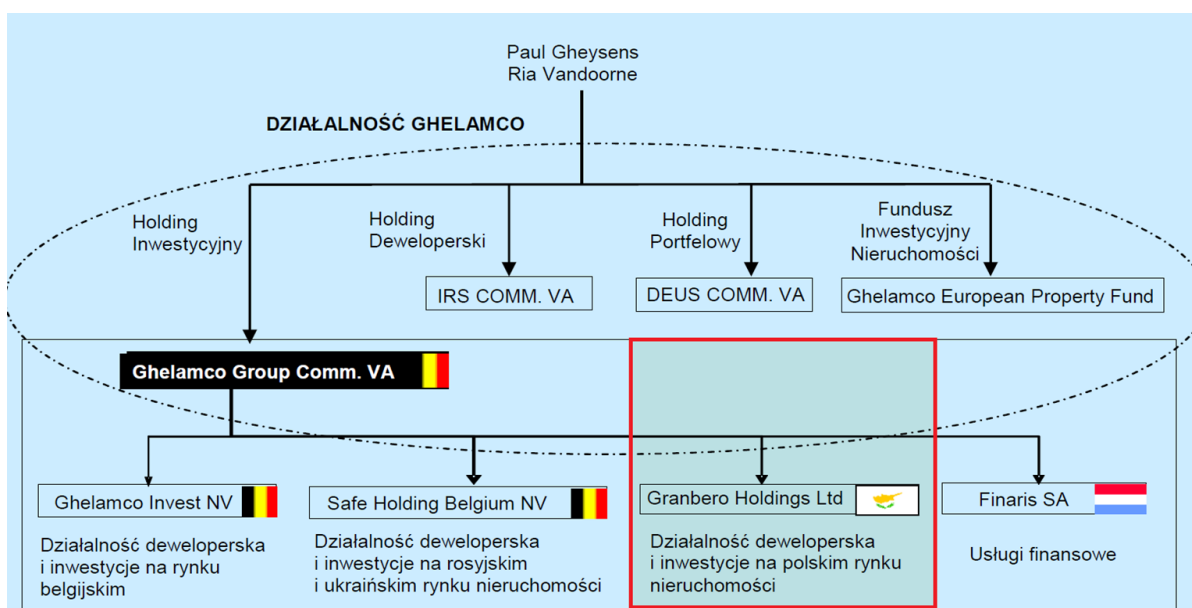 Paul Gheysens
Ria Vandoorne
DZIAŁALNOŚĆ GHELAMCO
Holding
Inwestycyjny
Holding
Deweloperski
Holding
Portfelowy
Fundusz
Inwestycyjny
Nieruchomości
IRS COMM. VA
DEUS COMM. VA
Ghelamco European Property Fund
Ghelamco Group Comm. VA
Ghelamco Invest NV
Safe Holding Belgium NV
Granbero Holdings Ltd
Finaris SA
Działalność deweloperska
i inwestycje na rynku
belgijskim
Działalność deweloperska
i inwestycje na rosyjskim
i ukraińskim rynku nieruchomości
Działalność deweloperska
i inwestycje na polskim rynku
nieruchomości
Usługi finansowe